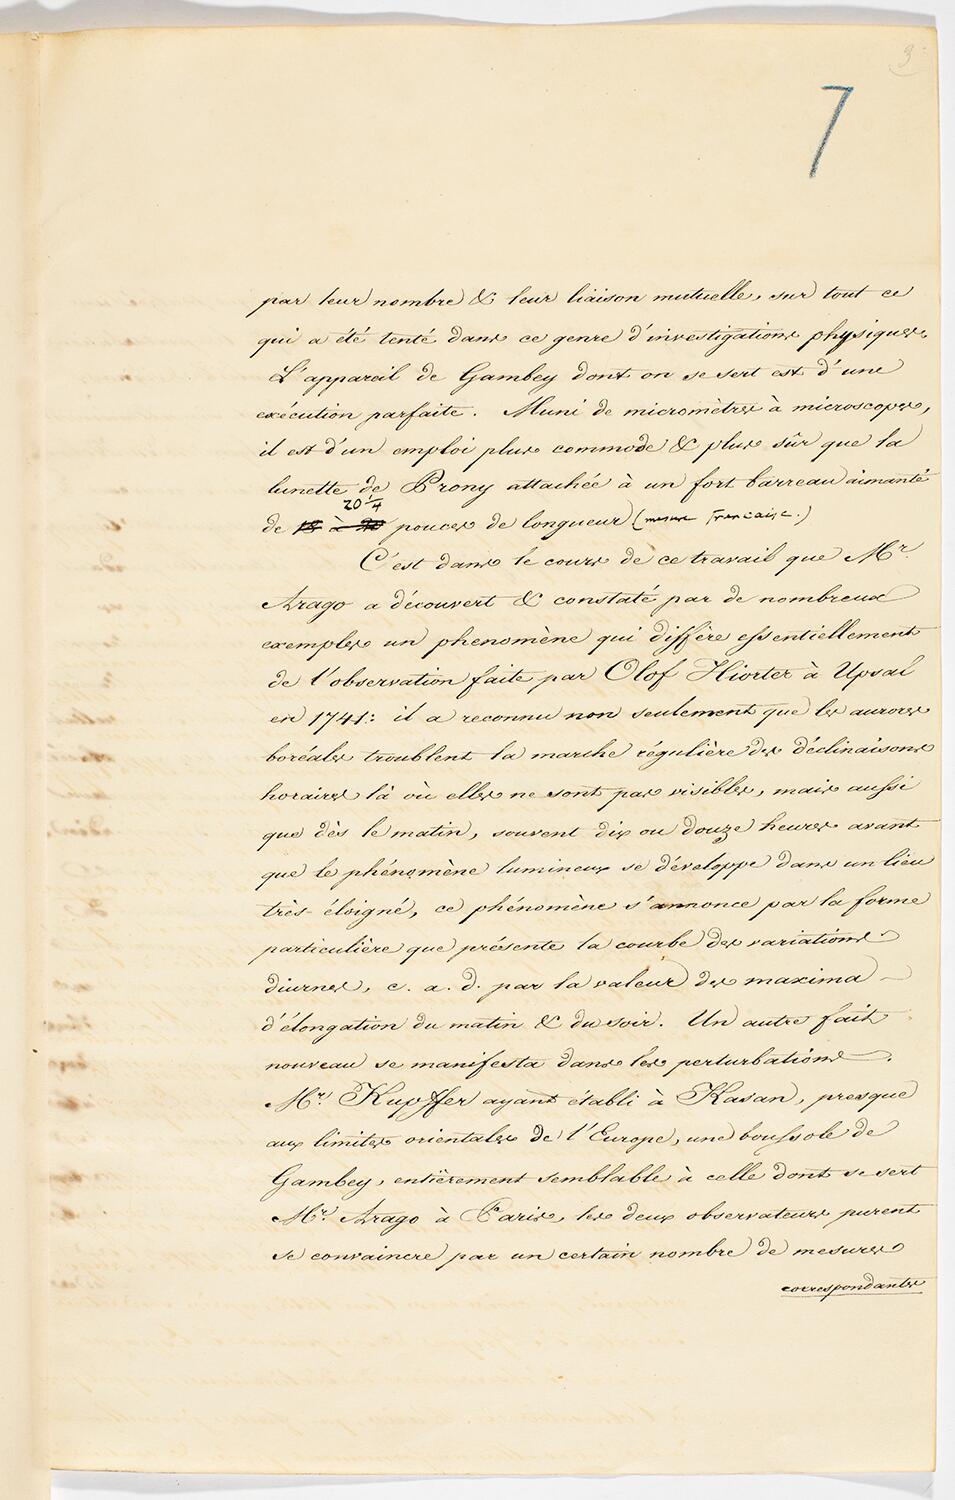 3
7
par leur nombre & leur liaison mutuelle, sur tout ce
qui a été tenté dans ce genre d'investigations physiques.
L'appareil de Gambey dont on se sert est d'une
exécution parfaite. Muni de micromètres à microscopes,
il est d'un emploi plus commode & plus sûr que la
lunette de Prony attachée à un fort barreau aimanté
20 1/4
de 18 à 20 pouces de longueur (mesure Française.)
C'est dans le cours de ce travail que Mr.
Arago a découvert & constaté par de nombreux
exemples un phenomène qui diffère essentiellement
de l'observation faite par Olof Hiorter à Upsal
en 1741: il a reconnu non seulement que les aurores
boréales troublent la marche régulière des déclinaisons
horaires là où elles ne sont pas visibles, mais aussi
que dès le matin, souvent dix ou douze heures avant
que le phénomène lumineux se développe dans un lieu
très-éloigné, ce phénomène s'annonce par la forme
particulière que présente la courbe des variations
diurnes, c. a. d. par la valeur des maxima
d'élongation du matin & du soir. Un autre fait
nouveau se manifesta dans les perturbations.
Mr. Kupffer ayant établi à Kasan, presque
aux limites orientales de l'Europe, une boussole de
Gambey, entièrement semblable à celle dont se sert
Mr. Arago à Paris, les deux observateurs purent
se convaincre par un certain nombre de mesures
correspondantes